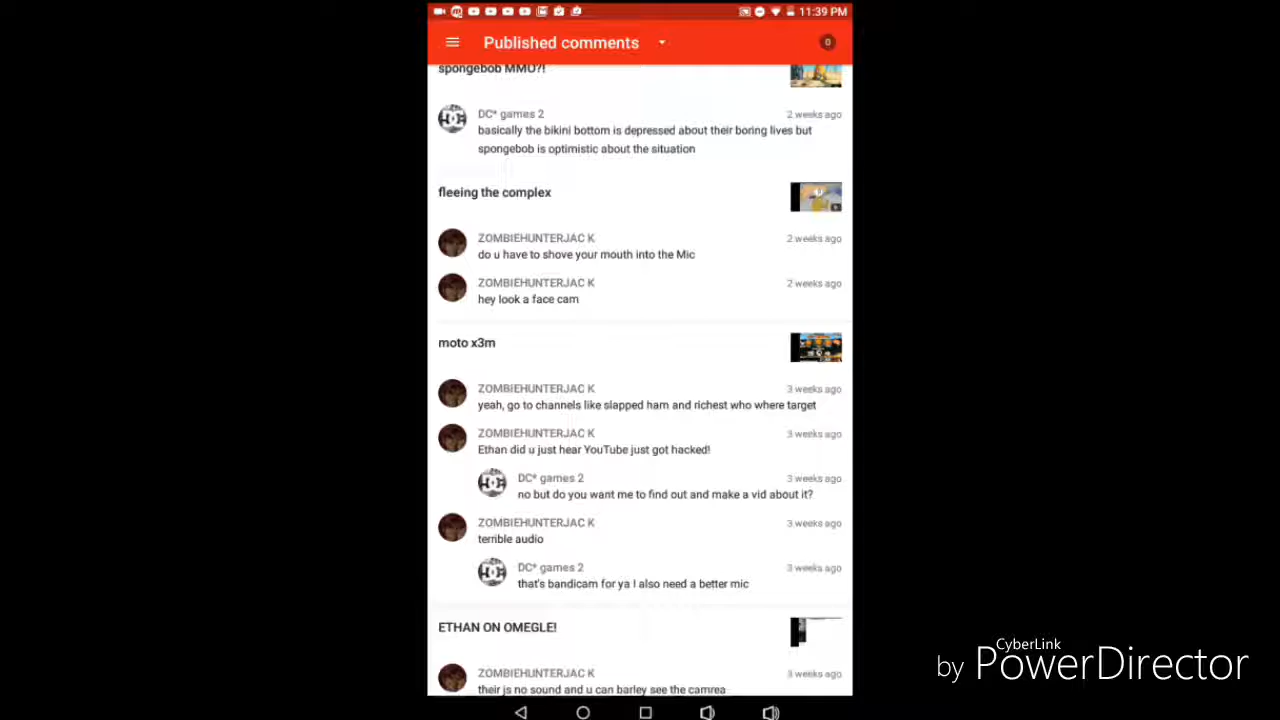 11:39 PM
Published comments
0
spongebob MMO?!
DC* games 2
2 weeks ago
basically the bikini bottom is depressed about their boring lives but
spongebob is optimistic about the situation
fleeing the complex
ZOMBIEHUNTERJAC K
2 weeks ago
do u have to shove your mouth into the Mic
ZOMBIEHUNTERJAC K
2 weeks ago
hey look a face cam
moto x3m
ZOMBIEHUNTERJAC K
3 weeks ago
yeah, go to channels like slapped ham and richest who where target
ZOMBIEHUNTERJAC K
3 weeks ago
Ethan did u just hear YouTube just got hacked!
DC* games 2
3 weeks ago
no but do you want me to find out and make a vid about it?
ZOMBIEHUNTERJAC K
3 weeks ago
terrible audio
DC* games 2
3 weeks ago
that's bandicam for ya I also need a better mic
ETHAN ON OMEGLE!
ZOMBIEHUNTERJAC K
3 weeks ago
their js no sound and u can barley see the camrea
CyberLink
by PowerDirector